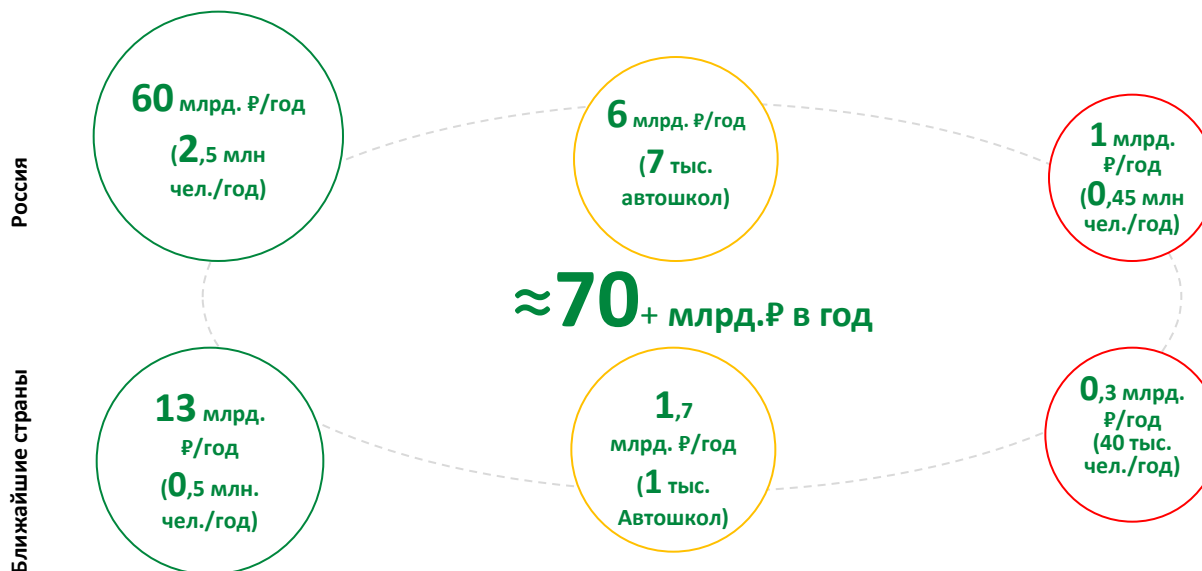 Россия
60 млрд. ₽/год
(2,5 млн
чел./год)
6 млрд. ₽/год
(7 тыс.
автошкол)
1 млрд.
₽/год
(0,45 млн
чел./год)
≈70+ млрд.₽ в год
Ближайшие страны
13 млрд.
₽/год
(0,5 млн.
чел./год)
1,7
млрд. ₽/год
(1 тыс.
Автошкол)
0,3 млрд.
₽/год
(40 тыс.
чел./год)